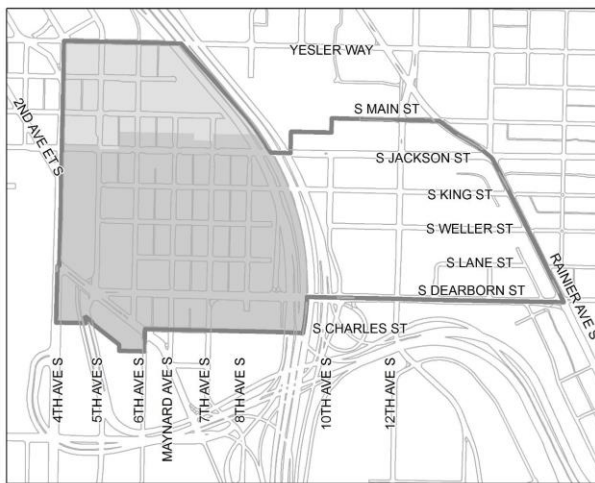 YESLER WAY
2ND AVE ET S
S MAIN ST
S JACKSON ST
S KING ST
S WELLER ST
S LANE ST
RAINIER AVE S
S DEARBORN ST
S CHARLES ST
4TH AVE S
5TH AVE S
6TH AVE S
MAYNARD AVE S
7TH AVE S
8TH AVE S
10TH AVE S
12TH AVE S